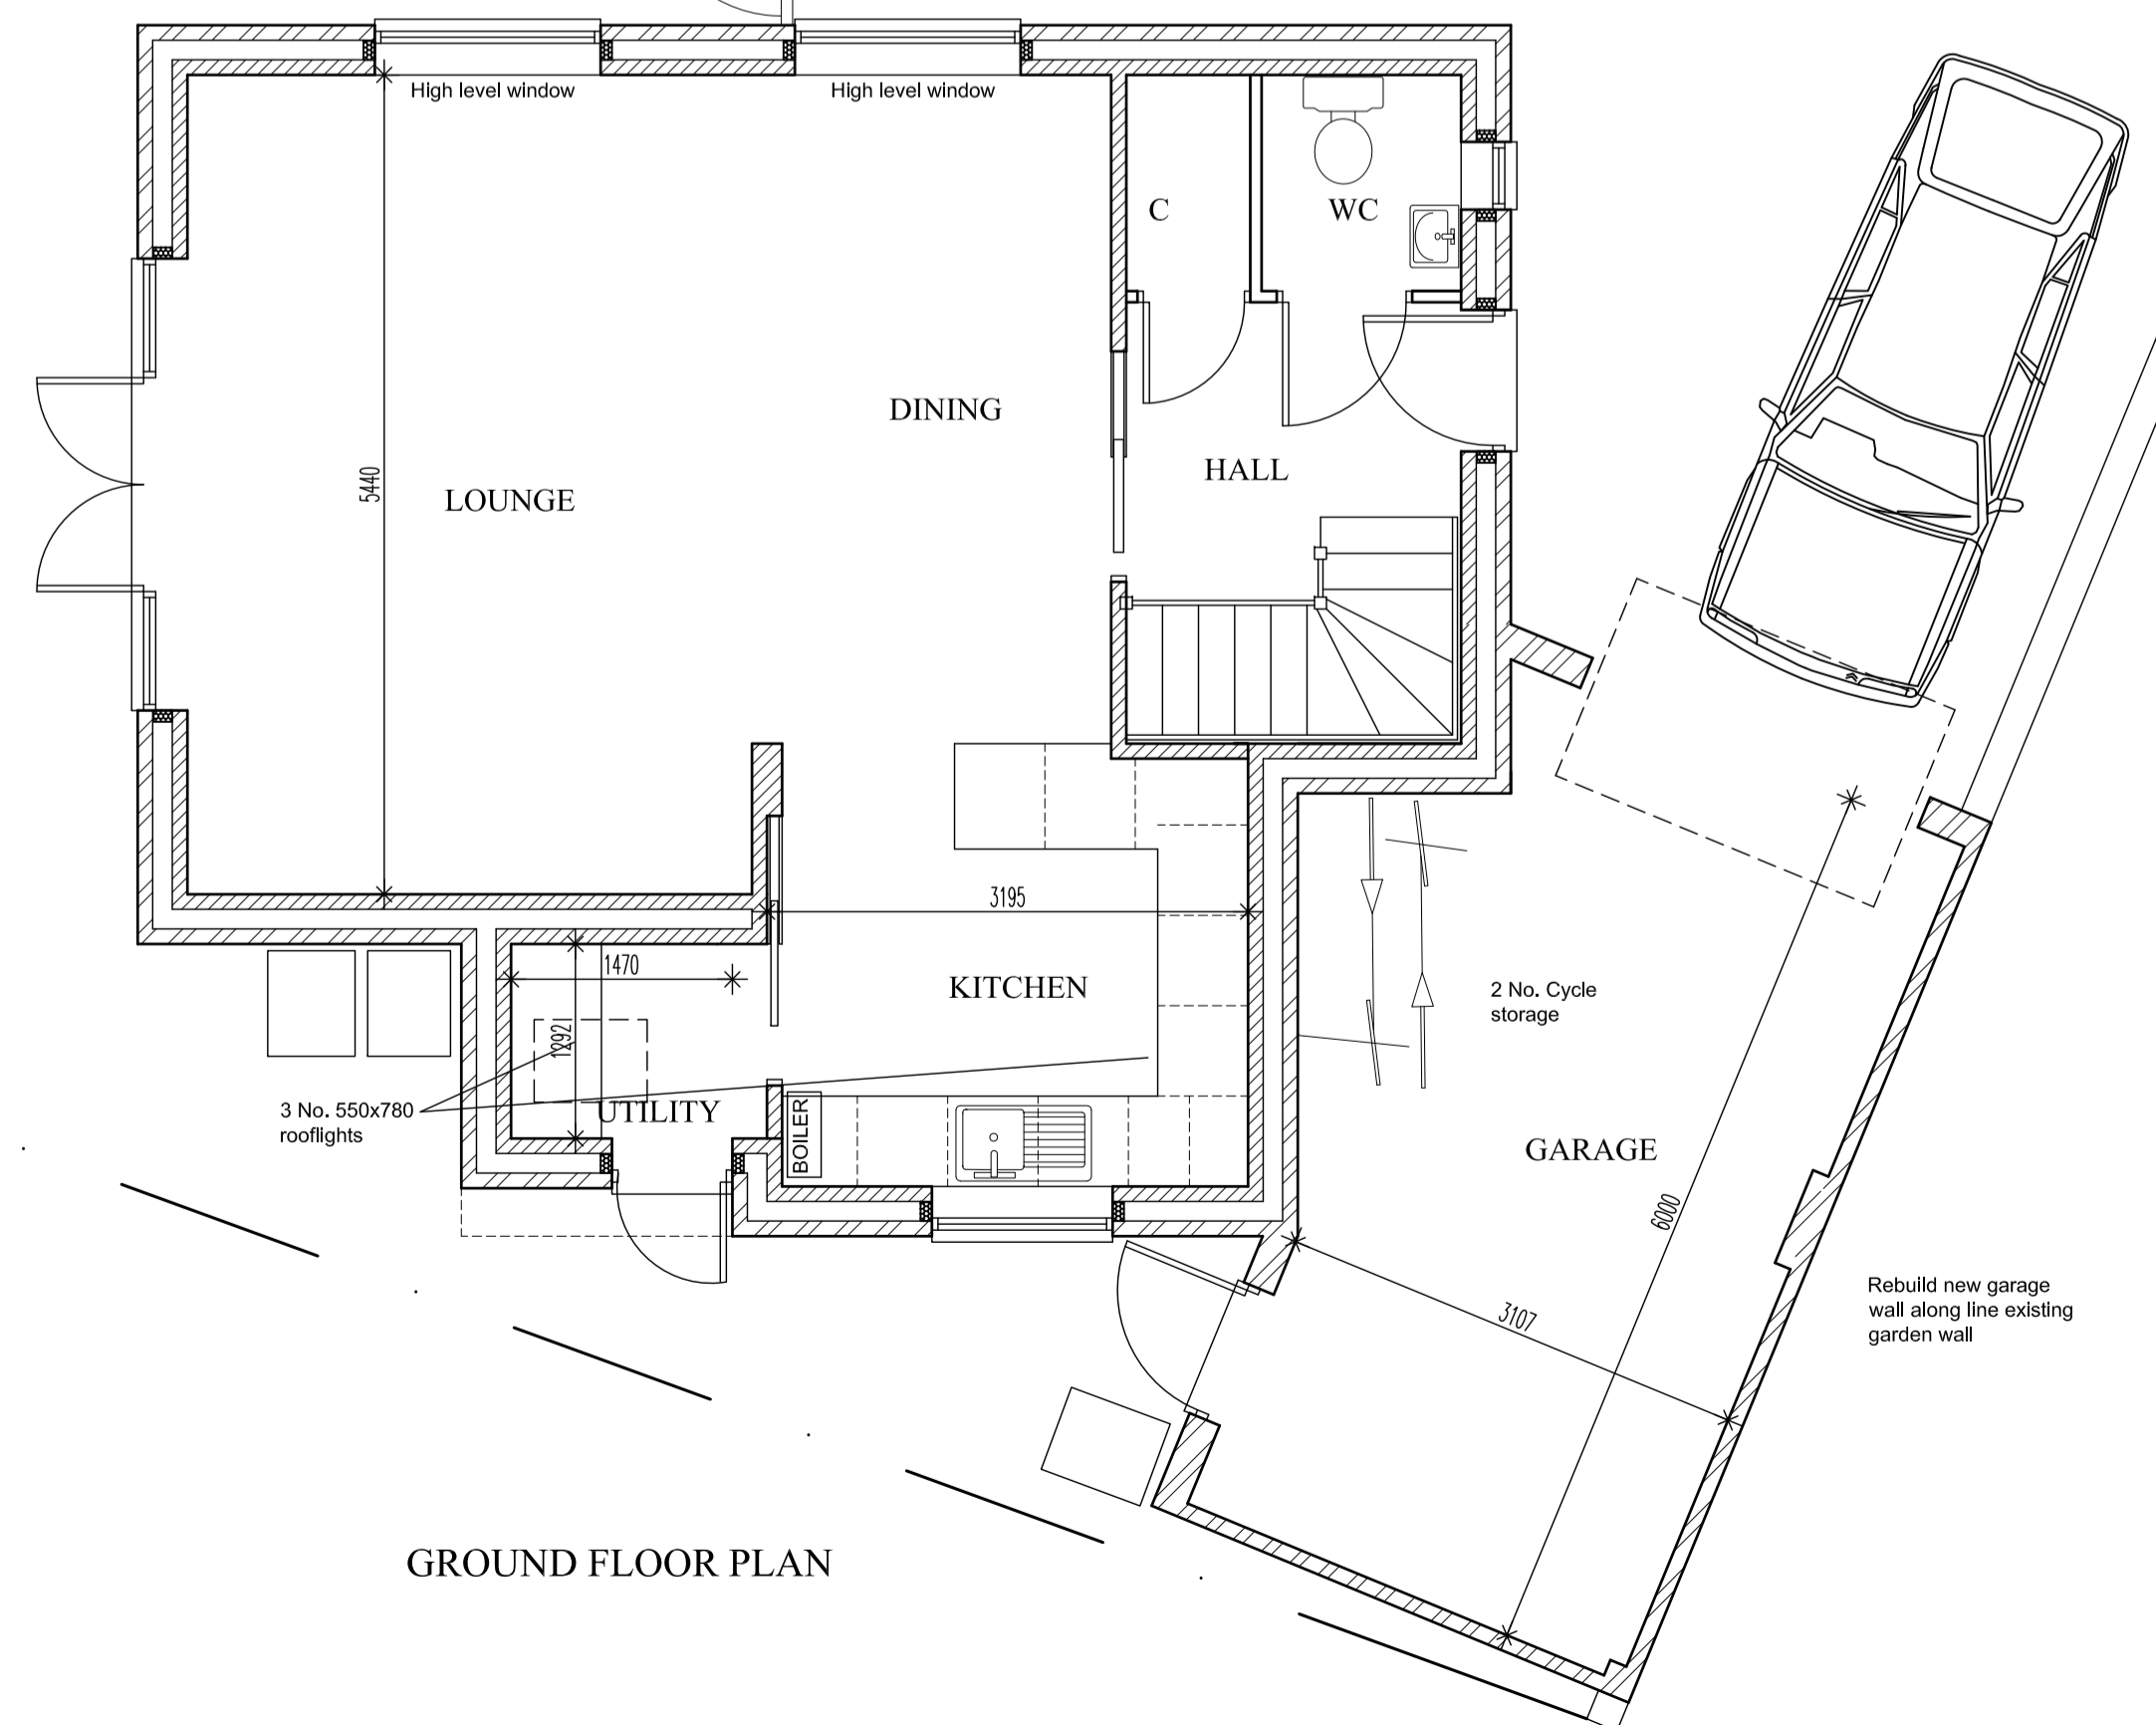 High level window
High level window
C
WC
DINING
HALL
5440
LOUNGE
3195
1470
KITCHEN
2 No. Cycle
storage
1292
3 No. 550x780
rooflights
UTILITY
BOILER
GARAGE
6000
Rebuild new garage
wall along line existing
garden wall
3107
GROUND FLOOR PLAN